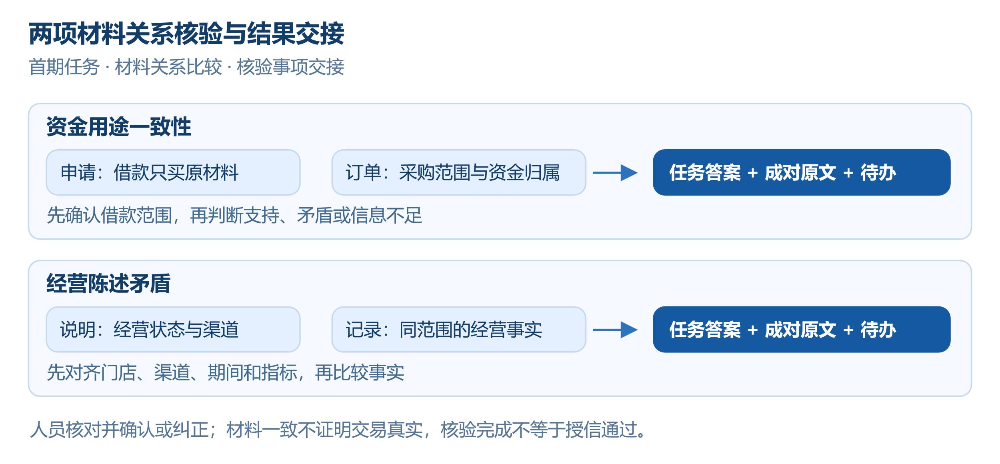 两项材料关系核验与结果交接
首期任务 · 材料关系比较 · 核验事项交接
资金用途一致性
申请：借款只买原材料
订单：采购范围与资金归属
任务答案 + 成对原文 + 待办
先确认借款范围，再判断支持、矛盾或信息不足
经营陈述矛盾
说明：经营状态与渠道
记录：同范围的经营事实
任务答案 + 成对原文 + 待办
先对齐门店、渠道、期间和指标，再比较事实
人员核对并确认或纠正；材料一致不证明交易真实，核验完成不等于授信通过。